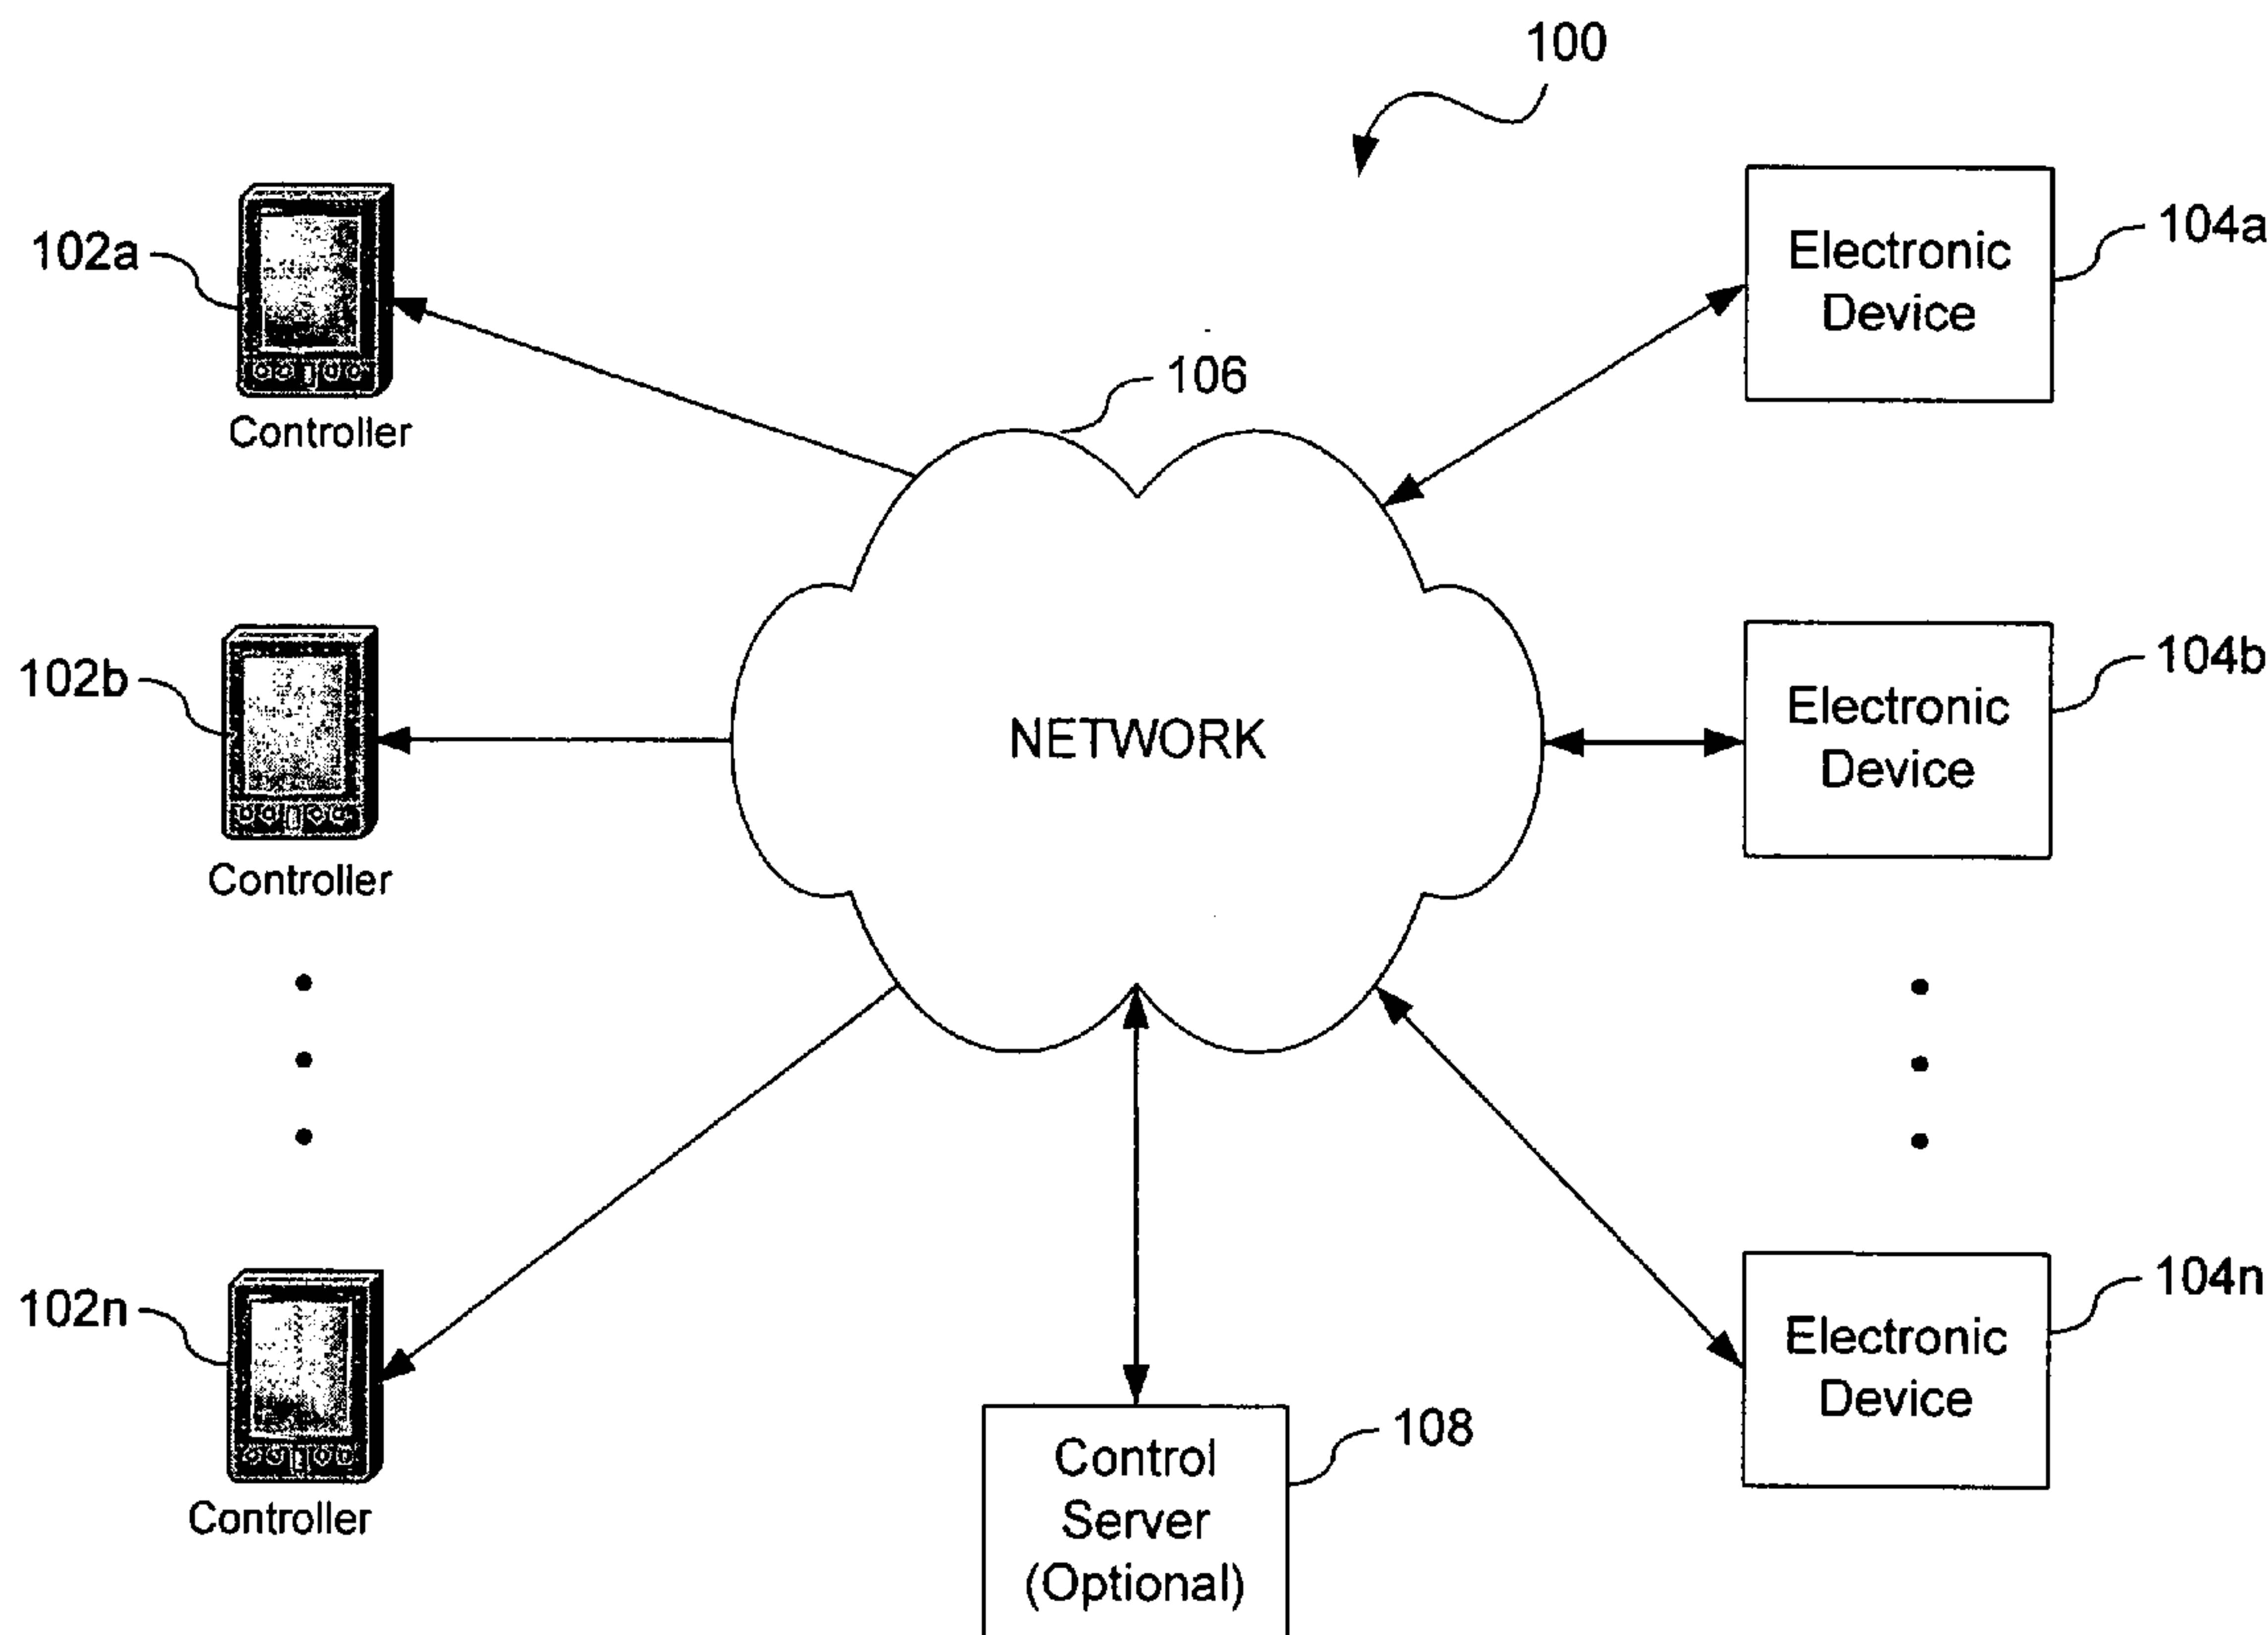 100
102a
Controller
104a
Electronic
Device
106
102b
Controller
NETWORK
104b
Electronic
Device
102n
Controller
104n
Electronic
Device
108
Control
Server
(Optional)